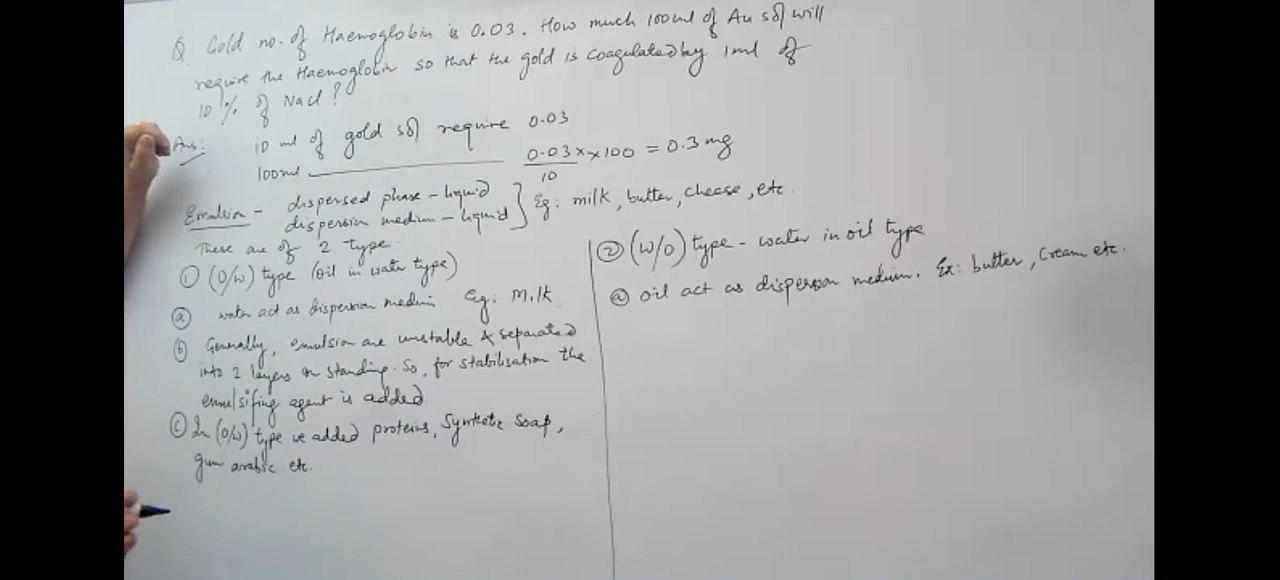 Q. Gold no. of Haemoglobin is 0.03. How much 100ml of Au sol will
require the Haemoglobin so that the gold is coagulated by 1ml of
10 % of NaCl ?
Ans: 10 ml of gold sol require 0.03
100ml ———— 0.03 x x 100 / 10 = 0.3 mg
Emulsion - dispersed phase - liquid
dispersion medium - liquid } Eg: milk, butter, cheese, etc.
These are of 2 type
① (O/W) type (oil in water type)
ⓐ water act as dispersion medium Eg: Milk
ⓑ Generally, emulsion are unstable & separated
into 2 layers on standing. So, for stabilisation the
emulsifing agent is added
ⓒ In (O/W) type we added proteins, Synthetic Soap,
gum arabic etc.
② (W/O) type - water in oil type
ⓐ oil act as dispersion medium. Ex: butter, Cream etc.